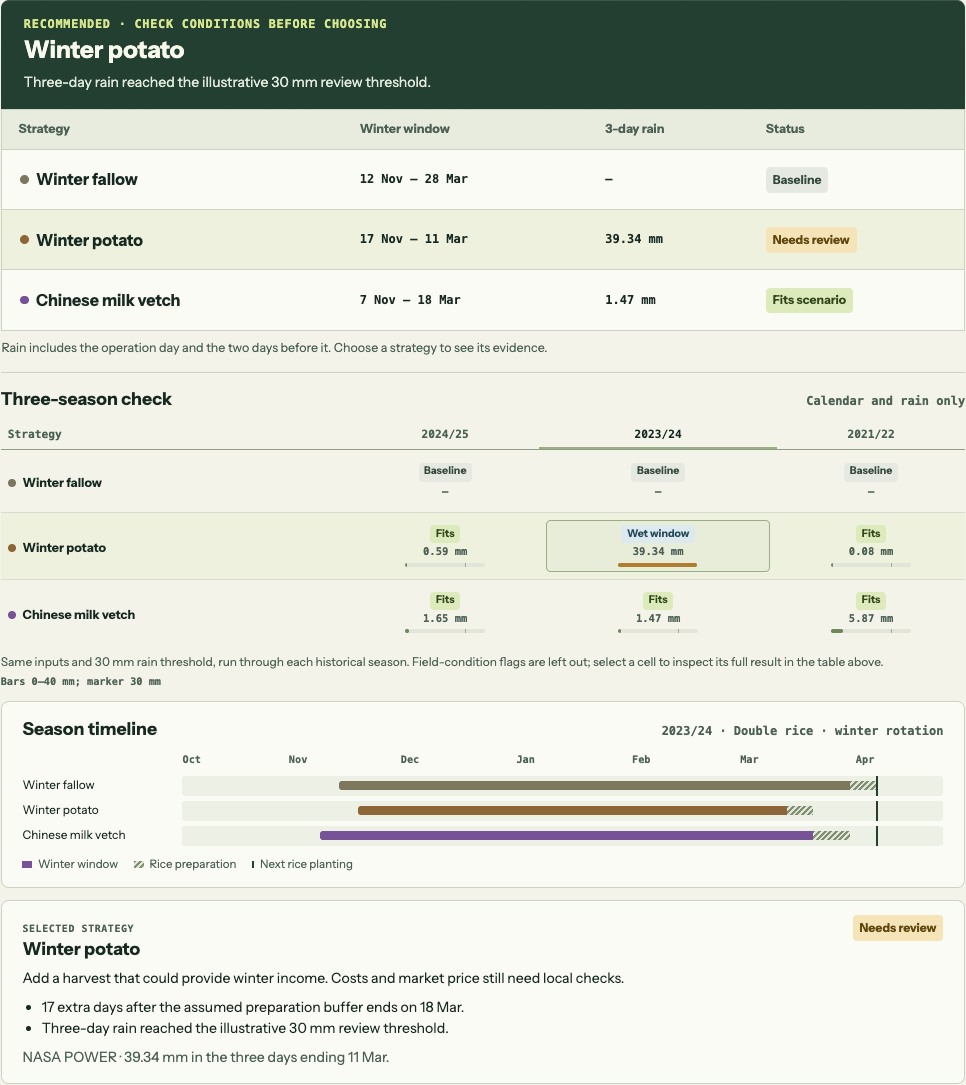 RECOMMENDED · CHECK CONDITIONS BEFORE CHOOSING
Winter potato
Three-day rain reached the illustrative 30 mm review threshold.
Strategy Winter window 3-day rain Status
Winter fallow 12 Nov – 28 Mar – Baseline
Winter potato 17 Nov – 11 Mar 39.34 mm Needs review
Chinese milk vetch 7 Nov – 18 Mar 1.47 mm Fits scenario
Rain includes the operation day and the two days before it. Choose a strategy to see its evidence.
Three-season check Calendar and rain only
Strategy 2024/25 2023/24 2021/22
Winter fallow Baseline Baseline Baseline
– – –
Winter potato Fits Wet window Fits
0.59 mm 39.34 mm 0.08 mm
Chinese milk vetch Fits Fits Fits
1.65 mm 1.47 mm 5.87 mm
Same inputs and 30 mm rain threshold, run through each historical season. Field-condition flags are left out; select a cell to inspect its full result in the table above.
Bars 0–40 mm; marker 30 mm
Season timeline 2023/24 · Double rice · winter rotation
Oct Nov Dec Jan Feb Mar Apr
Winter fallow
Winter potato
Chinese milk vetch
Winter window Rice preparation Next rice planting
SELECTED STRATEGY Needs review
Winter potato
Add a harvest that could provide winter income. Costs and market price still need local checks.
• 17 extra days after the assumed preparation buffer ends on 18 Mar.
• Three-day rain reached the illustrative 30 mm review threshold.
NASA POWER · 39.34 mm in the three days ending 11 Mar.